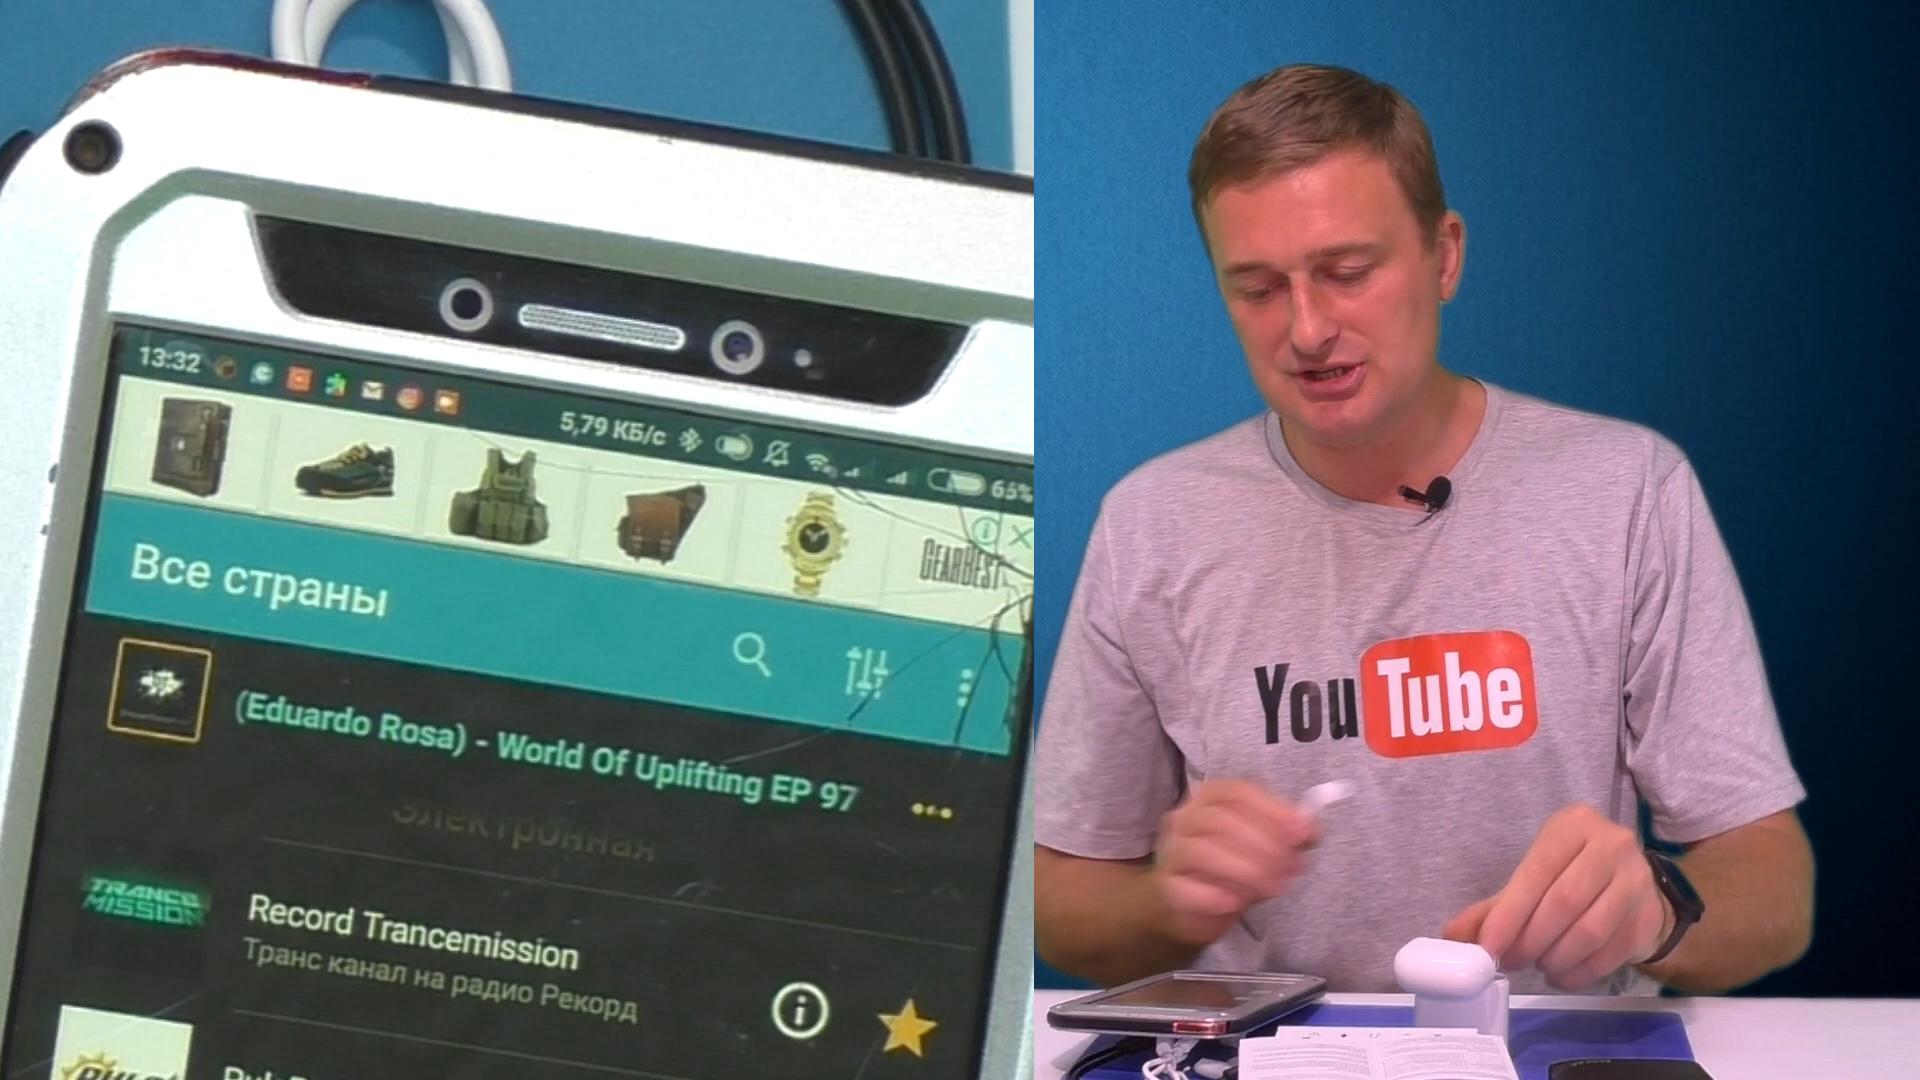 13:32
5,79 КБ/с
65%
GEARBEST
Все страны
(Eduardo Rosa) - World Of Uplifting EP 97
Электронная
TRANCE
MISSION
Record Trancemission
Транс канал на радио Рекорд
YouTube